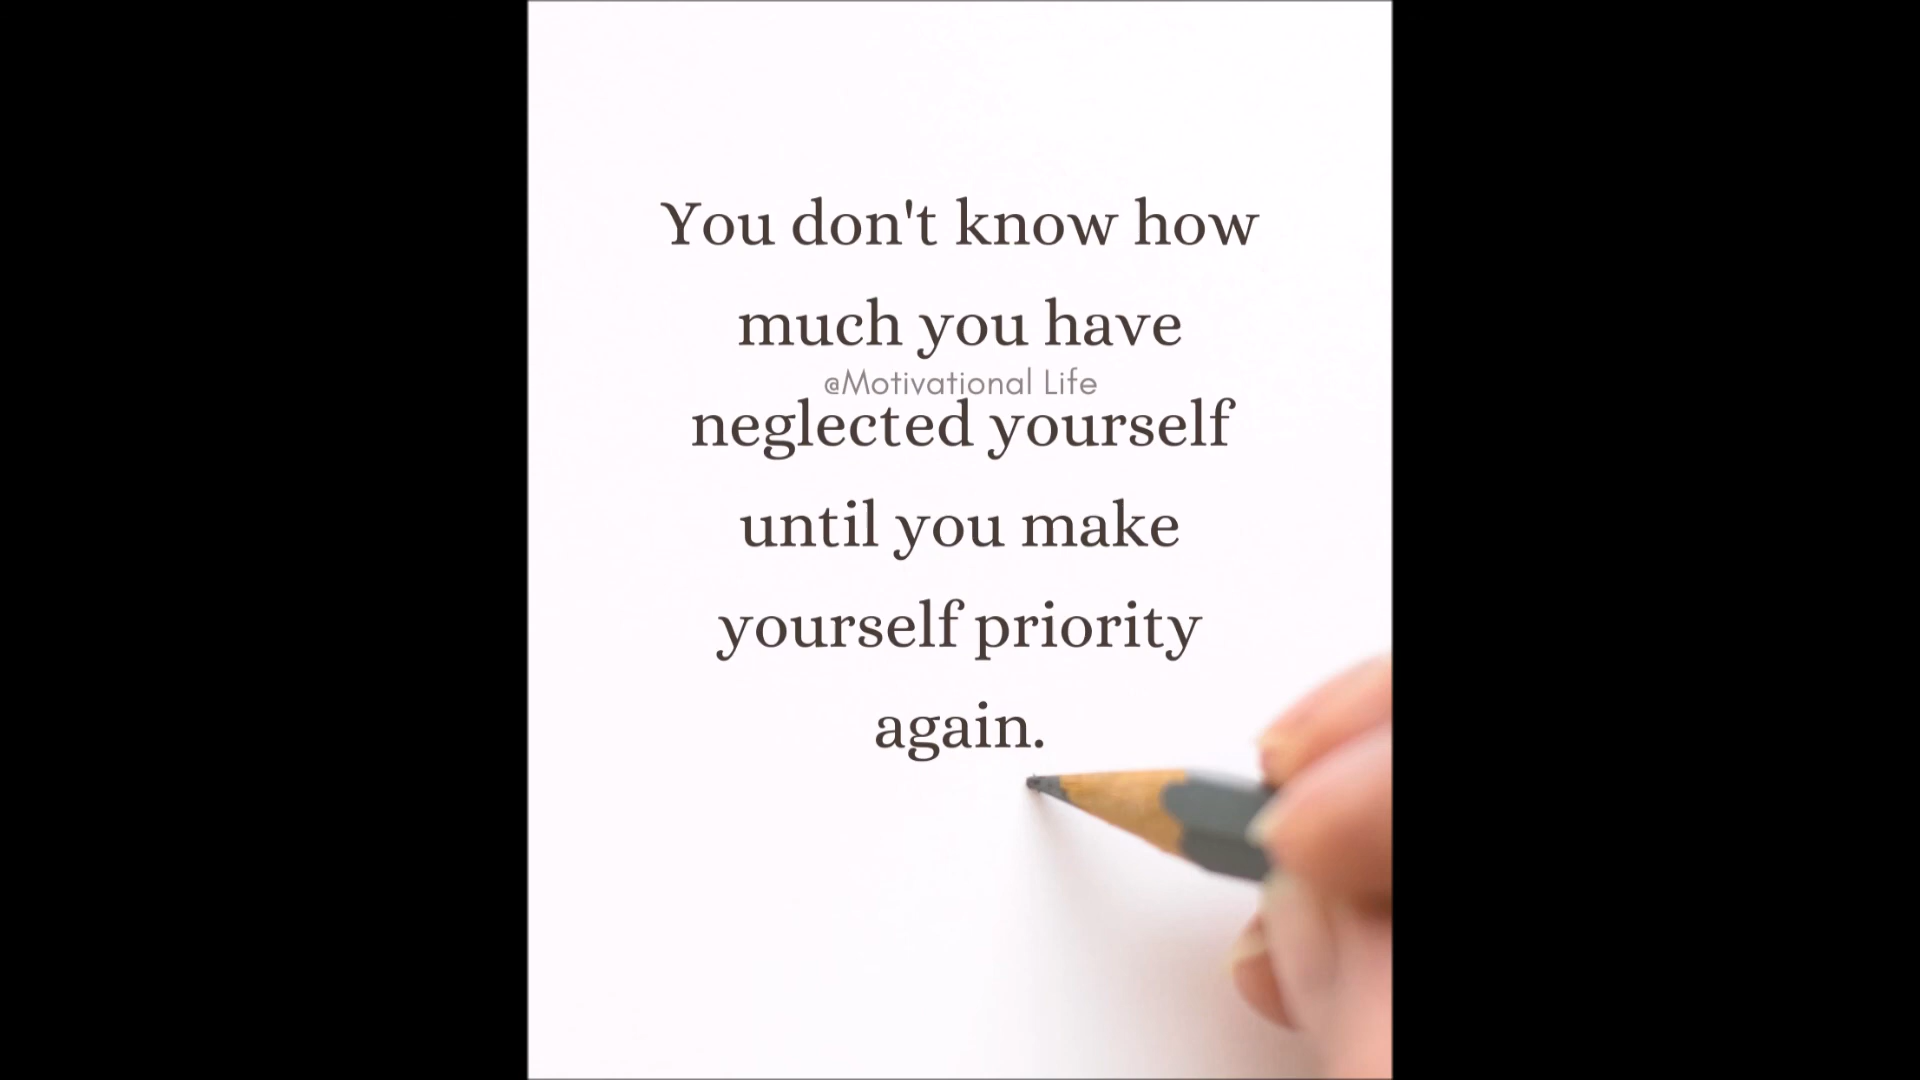 You don't know how
much you have
@Motivational Life
neglected yourself
until you make
yourself priority
again.